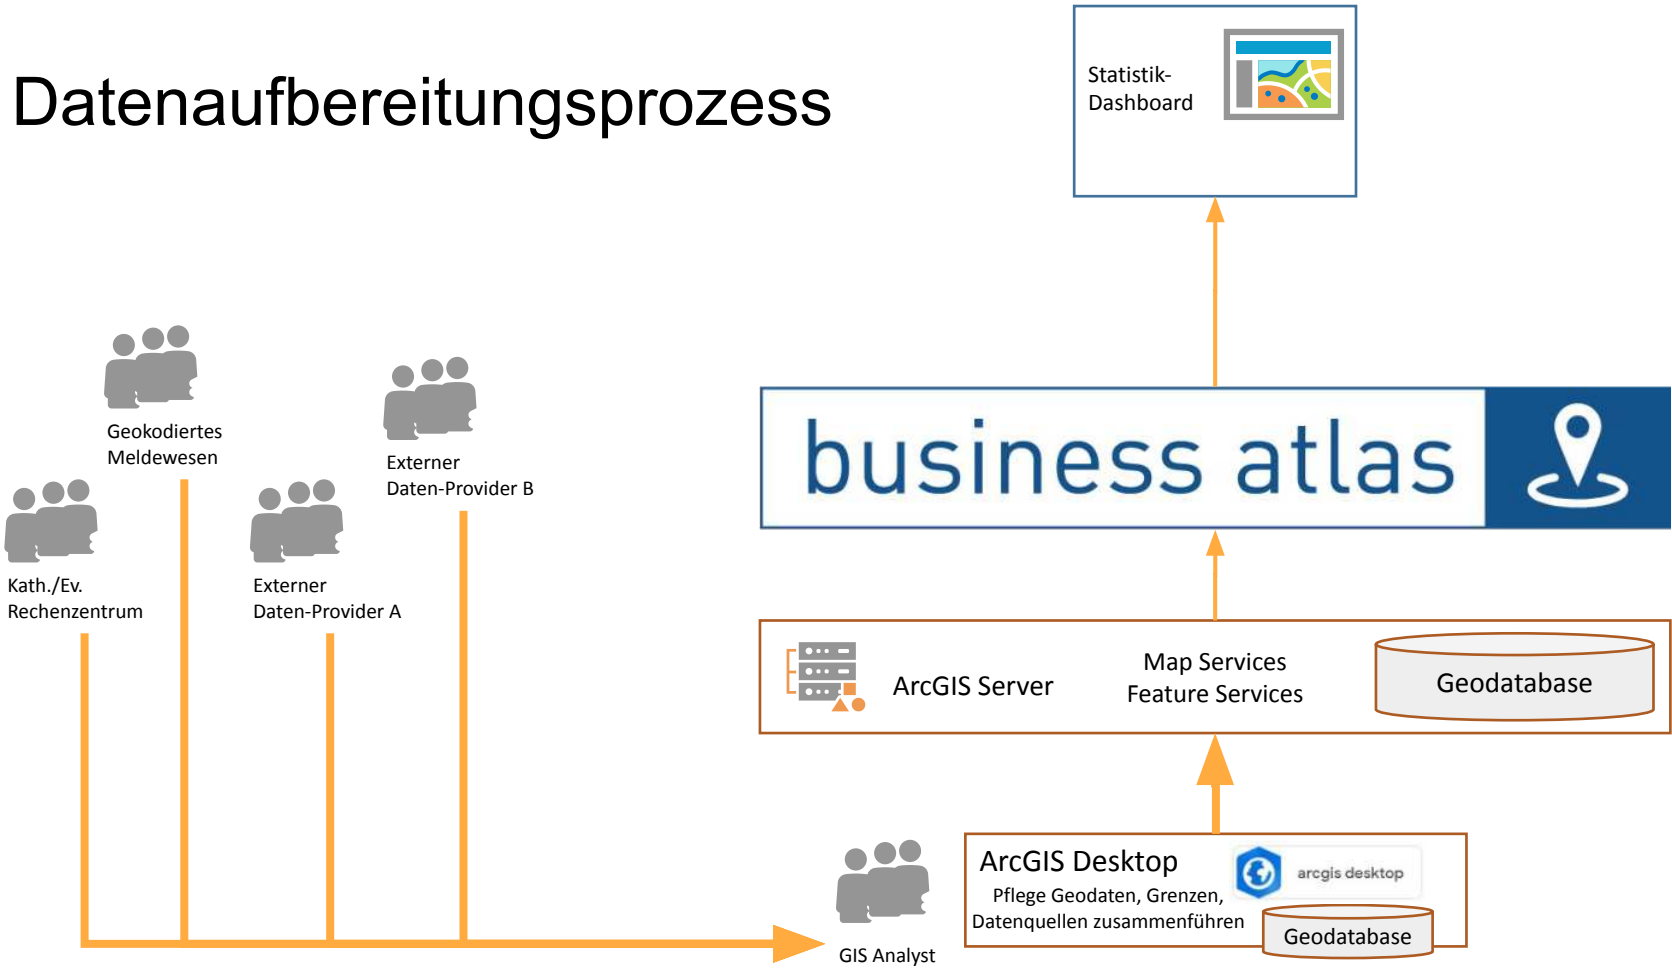 Datenaufbereitungsprozess
Statistik-
Dashboard
Geokodiertes
Meldewesen
Externer
Daten-Provider B
Kath./Ev.
Rechenzentrum
Externer
Daten-Provider A
business atlas
ArcGIS Server
Map Services
Feature Services
Geodatabase
ArcGIS Desktop
arcgis desktop
Pflege Geodaten, Grenzen,
Datenquellen zusammenführen
Geodatabase
GIS Analyst